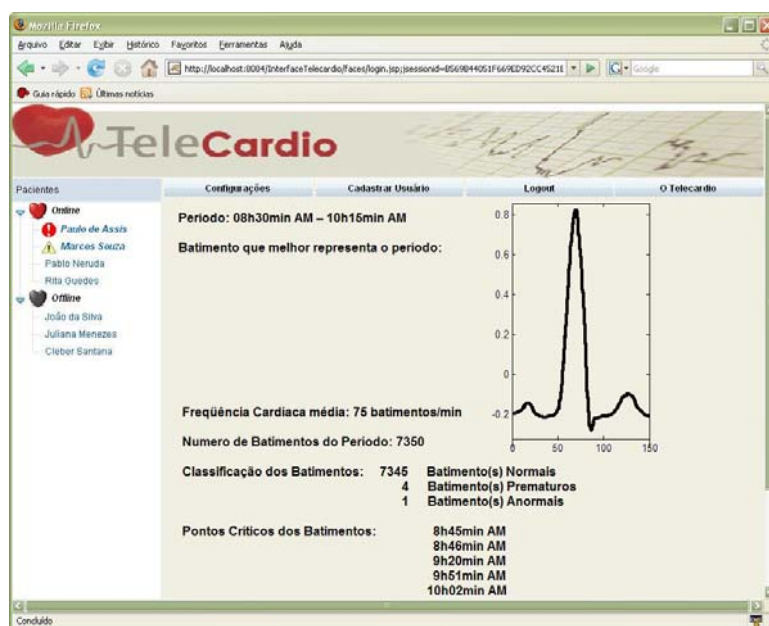 Mozilla Firefox
Arquivo Editar Exibir Histórico Favoritos Ferramentas Ajuda
Google
Guia rápido Últimas notícias
TeleCardio
Pacientes
Configurações Cadastrar Usuário Logout O Telecardio
Online
Paulo de Assis
Marcos Souza
Pablo Neruda
Rita Guedes
Offline
João da Silva
Juliana Menezes
Cleber Santana
Periodo: 08h30min AM – 10h15min AM
Batimento que melhor representa o periodo:
0.8
0.6
0.4
0.2
0
-0.2
0 50 100 150
Freqüência Cardiaca média: 75 batimentos/min
Numero de Batimentos do Periodo: 7350
Classificação dos Batimentos: 7345 Batimento(s) Normais
4 Batimento(s) Prematuros
1 Batimento(s) Anormais
Pontos Criticos dos Batimentos: 8h45min AM
8h46min AM
9h20min AM
9h51min AM
10h02min AM
Concluído